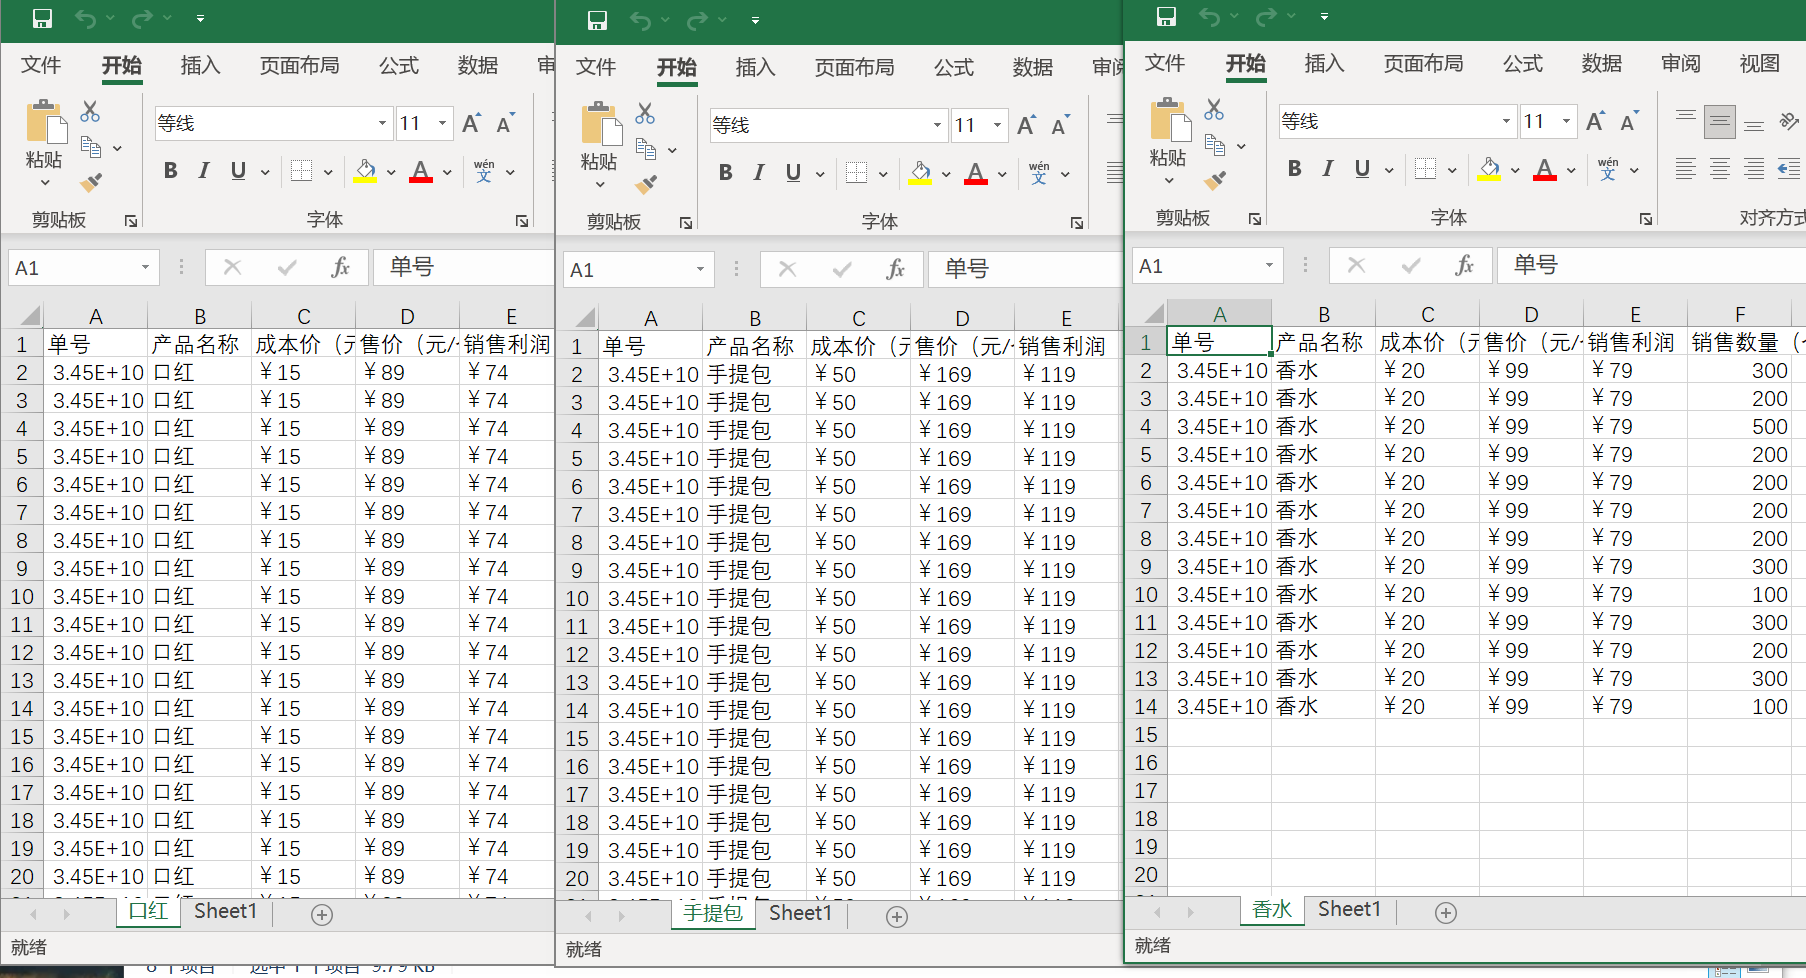 文件 开始 插入 页面布局 公式 数据 审
粘贴
等线 11 A A
B I U A wén 文
剪贴板 字体
A1 fx 单号
A B C D E
1 单号 产品名称 成本价（元 售价（元/ 销售利润
2 3.45E+10 口红 ￥15 ￥89 ￥74
3 3.45E+10 口红 ￥15 ￥89 ￥74
4 3.45E+10 口红 ￥15 ￥89 ￥74
5 3.45E+10 口红 ￥15 ￥89 ￥74
6 3.45E+10 口红 ￥15 ￥89 ￥74
7 3.45E+10 口红 ￥15 ￥89 ￥74
8 3.45E+10 口红 ￥15 ￥89 ￥74
9 3.45E+10 口红 ￥15 ￥89 ￥74
10 3.45E+10 口红 ￥15 ￥89 ￥74
11 3.45E+10 口红 ￥15 ￥89 ￥74
12 3.45E+10 口红 ￥15 ￥89 ￥74
13 3.45E+10 口红 ￥15 ￥89 ￥74
14 3.45E+10 口红 ￥15 ￥89 ￥74
15 3.45E+10 口红 ￥15 ￥89 ￥74
16 3.45E+10 口红 ￥15 ￥89 ￥74
17 3.45E+10 口红 ￥15 ￥89 ￥74
18 3.45E+10 口红 ￥15 ￥89 ￥74
19 3.45E+10 口红 ￥15 ￥89 ￥74
20 3.45E+10 口红 ￥15 ￥89 ￥74
口红 Sheet1
就绪
文件 开始 插入 页面布局 公式 数据 审阅
粘贴
等线 11 A A
B I U A wén 文
剪贴板 字体
A1 fx 单号
A B C D E
1 单号 产品名称 成本价（元 售价（元/ 销售利润
2 3.45E+10 手提包 ￥50 ￥169 ￥119
3 3.45E+10 手提包 ￥50 ￥169 ￥119
4 3.45E+10 手提包 ￥50 ￥169 ￥119
5 3.45E+10 手提包 ￥50 ￥169 ￥119
6 3.45E+10 手提包 ￥50 ￥169 ￥119
7 3.45E+10 手提包 ￥50 ￥169 ￥119
8 3.45E+10 手提包 ￥50 ￥169 ￥119
9 3.45E+10 手提包 ￥50 ￥169 ￥119
10 3.45E+10 手提包 ￥50 ￥169 ￥119
11 3.45E+10 手提包 ￥50 ￥169 ￥119
12 3.45E+10 手提包 ￥50 ￥169 ￥119
13 3.45E+10 手提包 ￥50 ￥169 ￥119
14 3.45E+10 手提包 ￥50 ￥169 ￥119
15 3.45E+10 手提包 ￥50 ￥169 ￥119
16 3.45E+10 手提包 ￥50 ￥169 ￥119
17 3.45E+10 手提包 ￥50 ￥169 ￥119
18 3.45E+10 手提包 ￥50 ￥169 ￥119
19 3.45E+10 手提包 ￥50 ￥169 ￥119
20 3.45E+10 手提包 ￥50 ￥169 ￥119
手提包 Sheet1
就绪
文件 开始 插入 页面布局 公式 数据 审阅 视图
粘贴
等线 11 A A
B I U A wén 文
剪贴板 字体 对齐方式
A1 fx 单号
A B C D E F
1 单号 产品名称 成本价（元 售价（元/ 销售利润 销售数量（
2 3.45E+10 香水 ￥20 ￥99 ￥79 300
3 3.45E+10 香水 ￥20 ￥99 ￥79 200
4 3.45E+10 香水 ￥20 ￥99 ￥79 500
5 3.45E+10 香水 ￥20 ￥99 ￥79 200
6 3.45E+10 香水 ￥20 ￥99 ￥79 200
7 3.45E+10 香水 ￥20 ￥99 ￥79 200
8 3.45E+10 香水 ￥20 ￥99 ￥79 200
9 3.45E+10 香水 ￥20 ￥99 ￥79 300
10 3.45E+10 香水 ￥20 ￥99 ￥79 100
11 3.45E+10 香水 ￥20 ￥99 ￥79 300
12 3.45E+10 香水 ￥20 ￥99 ￥79 200
13 3.45E+10 香水 ￥20 ￥99 ￥79 300
14 3.45E+10 香水 ￥20 ￥99 ￥79 100
15
16
17
18
19
20
香水 Sheet1
就绪